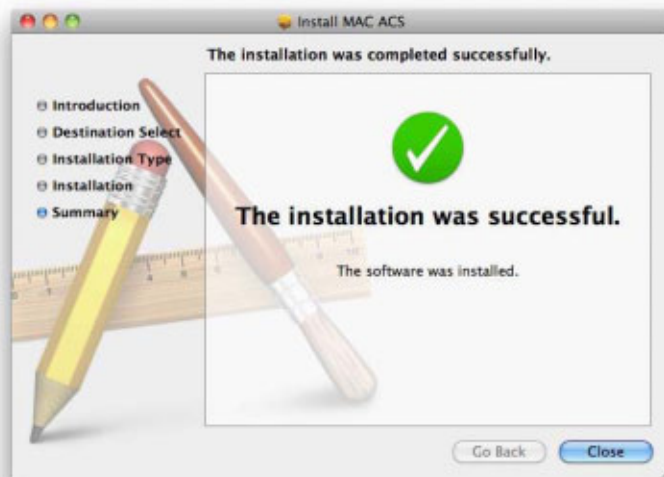 Install MAC ACS
The installation was completed successfully.
Introduction
Destination Select
Installation Type
Installation
Summary
The installation was successful.
The software was installed.
Go Back
Close